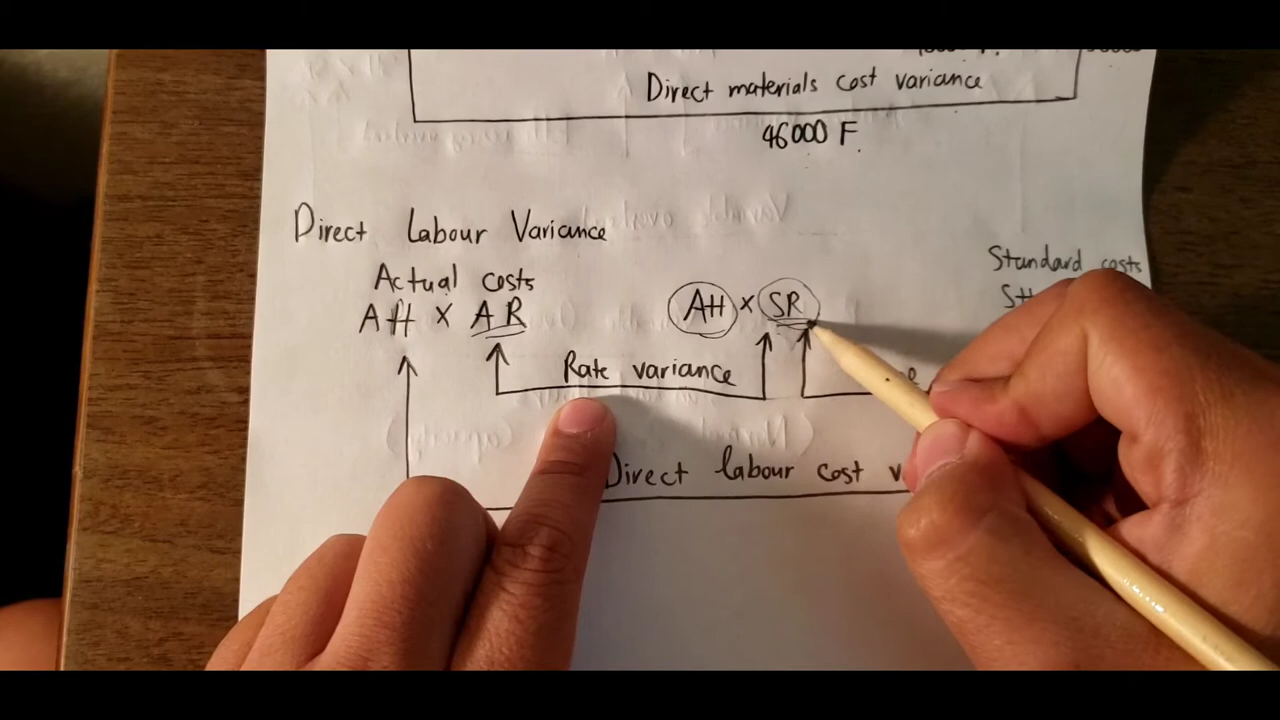 Direct materials cost variance
46000 F.
Direct Labour Variance
Actual costs
Standard costs
AH X AR
AH x SR
SH
Rate variance
Direct labour cost v